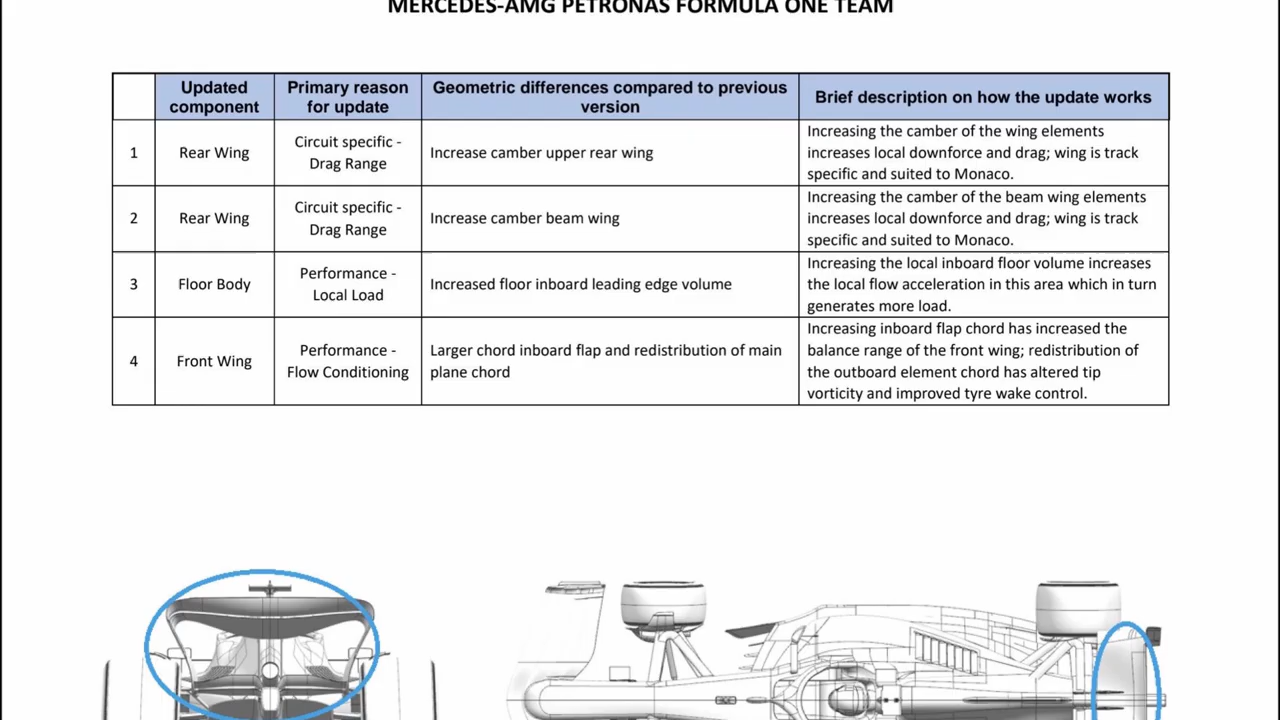 MERCEDES-AMG PETRONAS FORMULA ONE TEAM
Updated component
Primary reason for update
Geometric differences compared to previous version
Brief description on how the update works
1
Rear Wing
Circuit specific -
Drag Range
Increase camber upper rear wing
Increasing the camber of the wing elements
increases local downforce and drag; wing is track
specific and suited to Monaco.
2
Rear Wing
Circuit specific -
Drag Range
Increase camber beam wing
Increasing the camber of the beam wing elements
increases local downforce and drag; wing is track
specific and suited to Monaco.
3
Floor Body
Performance -
Local Load
Increased floor inboard leading edge volume
Increasing the local inboard floor volume increases
the local flow acceleration in this area which in turn
generates more load.
4
Front Wing
Performance -
Flow Conditioning
Larger chord inboard flap and redistribution of main
plane chord
Increasing inboard flap chord has increased the
balance range of the front wing; redistribution of
the outboard element chord has altered tip
vorticity and improved tyre wake control.